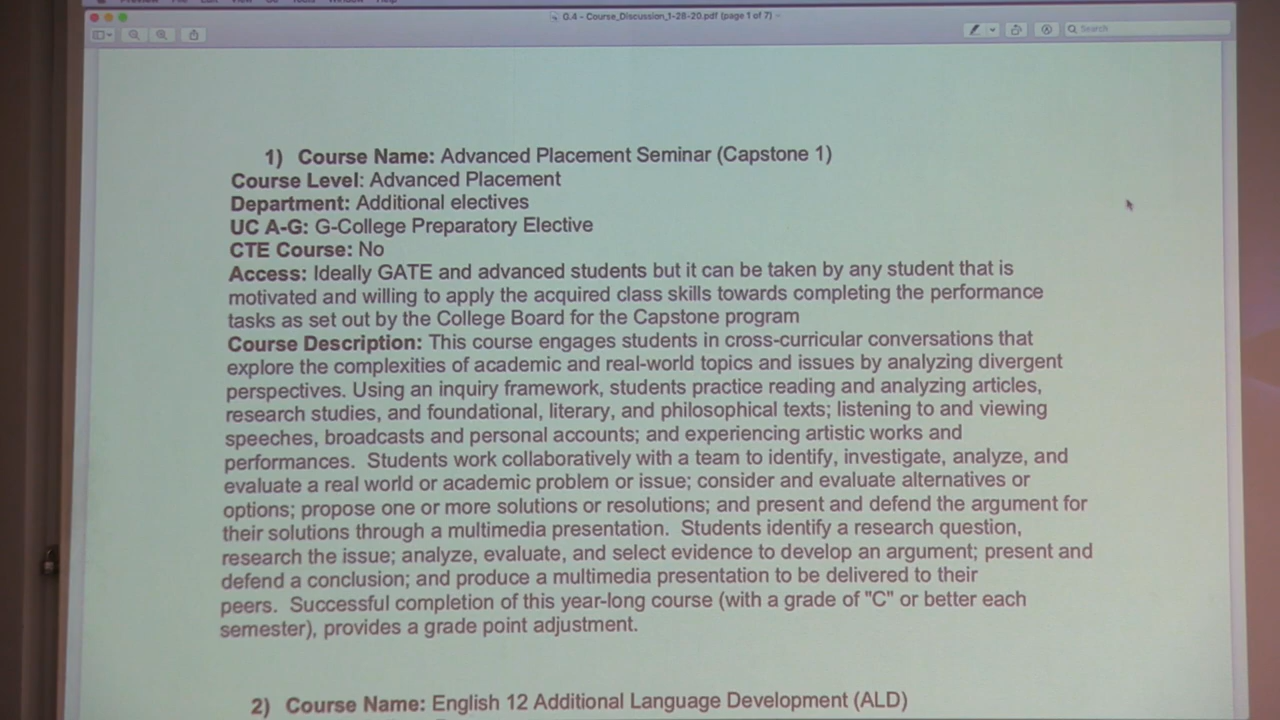 G.4 - Course_Discussion_1-28-20.pdf (page 1 of 7)
Search
1) Course Name: Advanced Placement Seminar (Capstone 1)
Course Level: Advanced Placement
Department: Additional electives
UC A-G: G-College Preparatory Elective
CTE Course: No
Access: Ideally GATE and advanced students but it can be taken by any student that is
motivated and willing to apply the acquired class skills towards completing the performance
tasks as set out by the College Board for the Capstone program
Course Description: This course engages students in cross-curricular conversations that
explore the complexities of academic and real-world topics and issues by analyzing divergent
perspectives. Using an inquiry framework, students practice reading and analyzing articles,
research studies, and foundational, literary, and philosophical texts; listening to and viewing
speeches, broadcasts and personal accounts; and experiencing artistic works and
performances.  Students work collaboratively with a team to identify, investigate, analyze, and
evaluate a real world or academic problem or issue; consider and evaluate alternatives or
options; propose one or more solutions or resolutions; and present and defend the argument for
their solutions through a multimedia presentation.  Students identify a research question,
research the issue; analyze, evaluate, and select evidence to develop an argument; present and
defend a conclusion; and produce a multimedia presentation to be delivered to their
peers.  Successful completion of this year-long course (with a grade of "C" or better each
semester), provides a grade point adjustment.
2) Course Name: English 12 Additional Language Development (ALD)